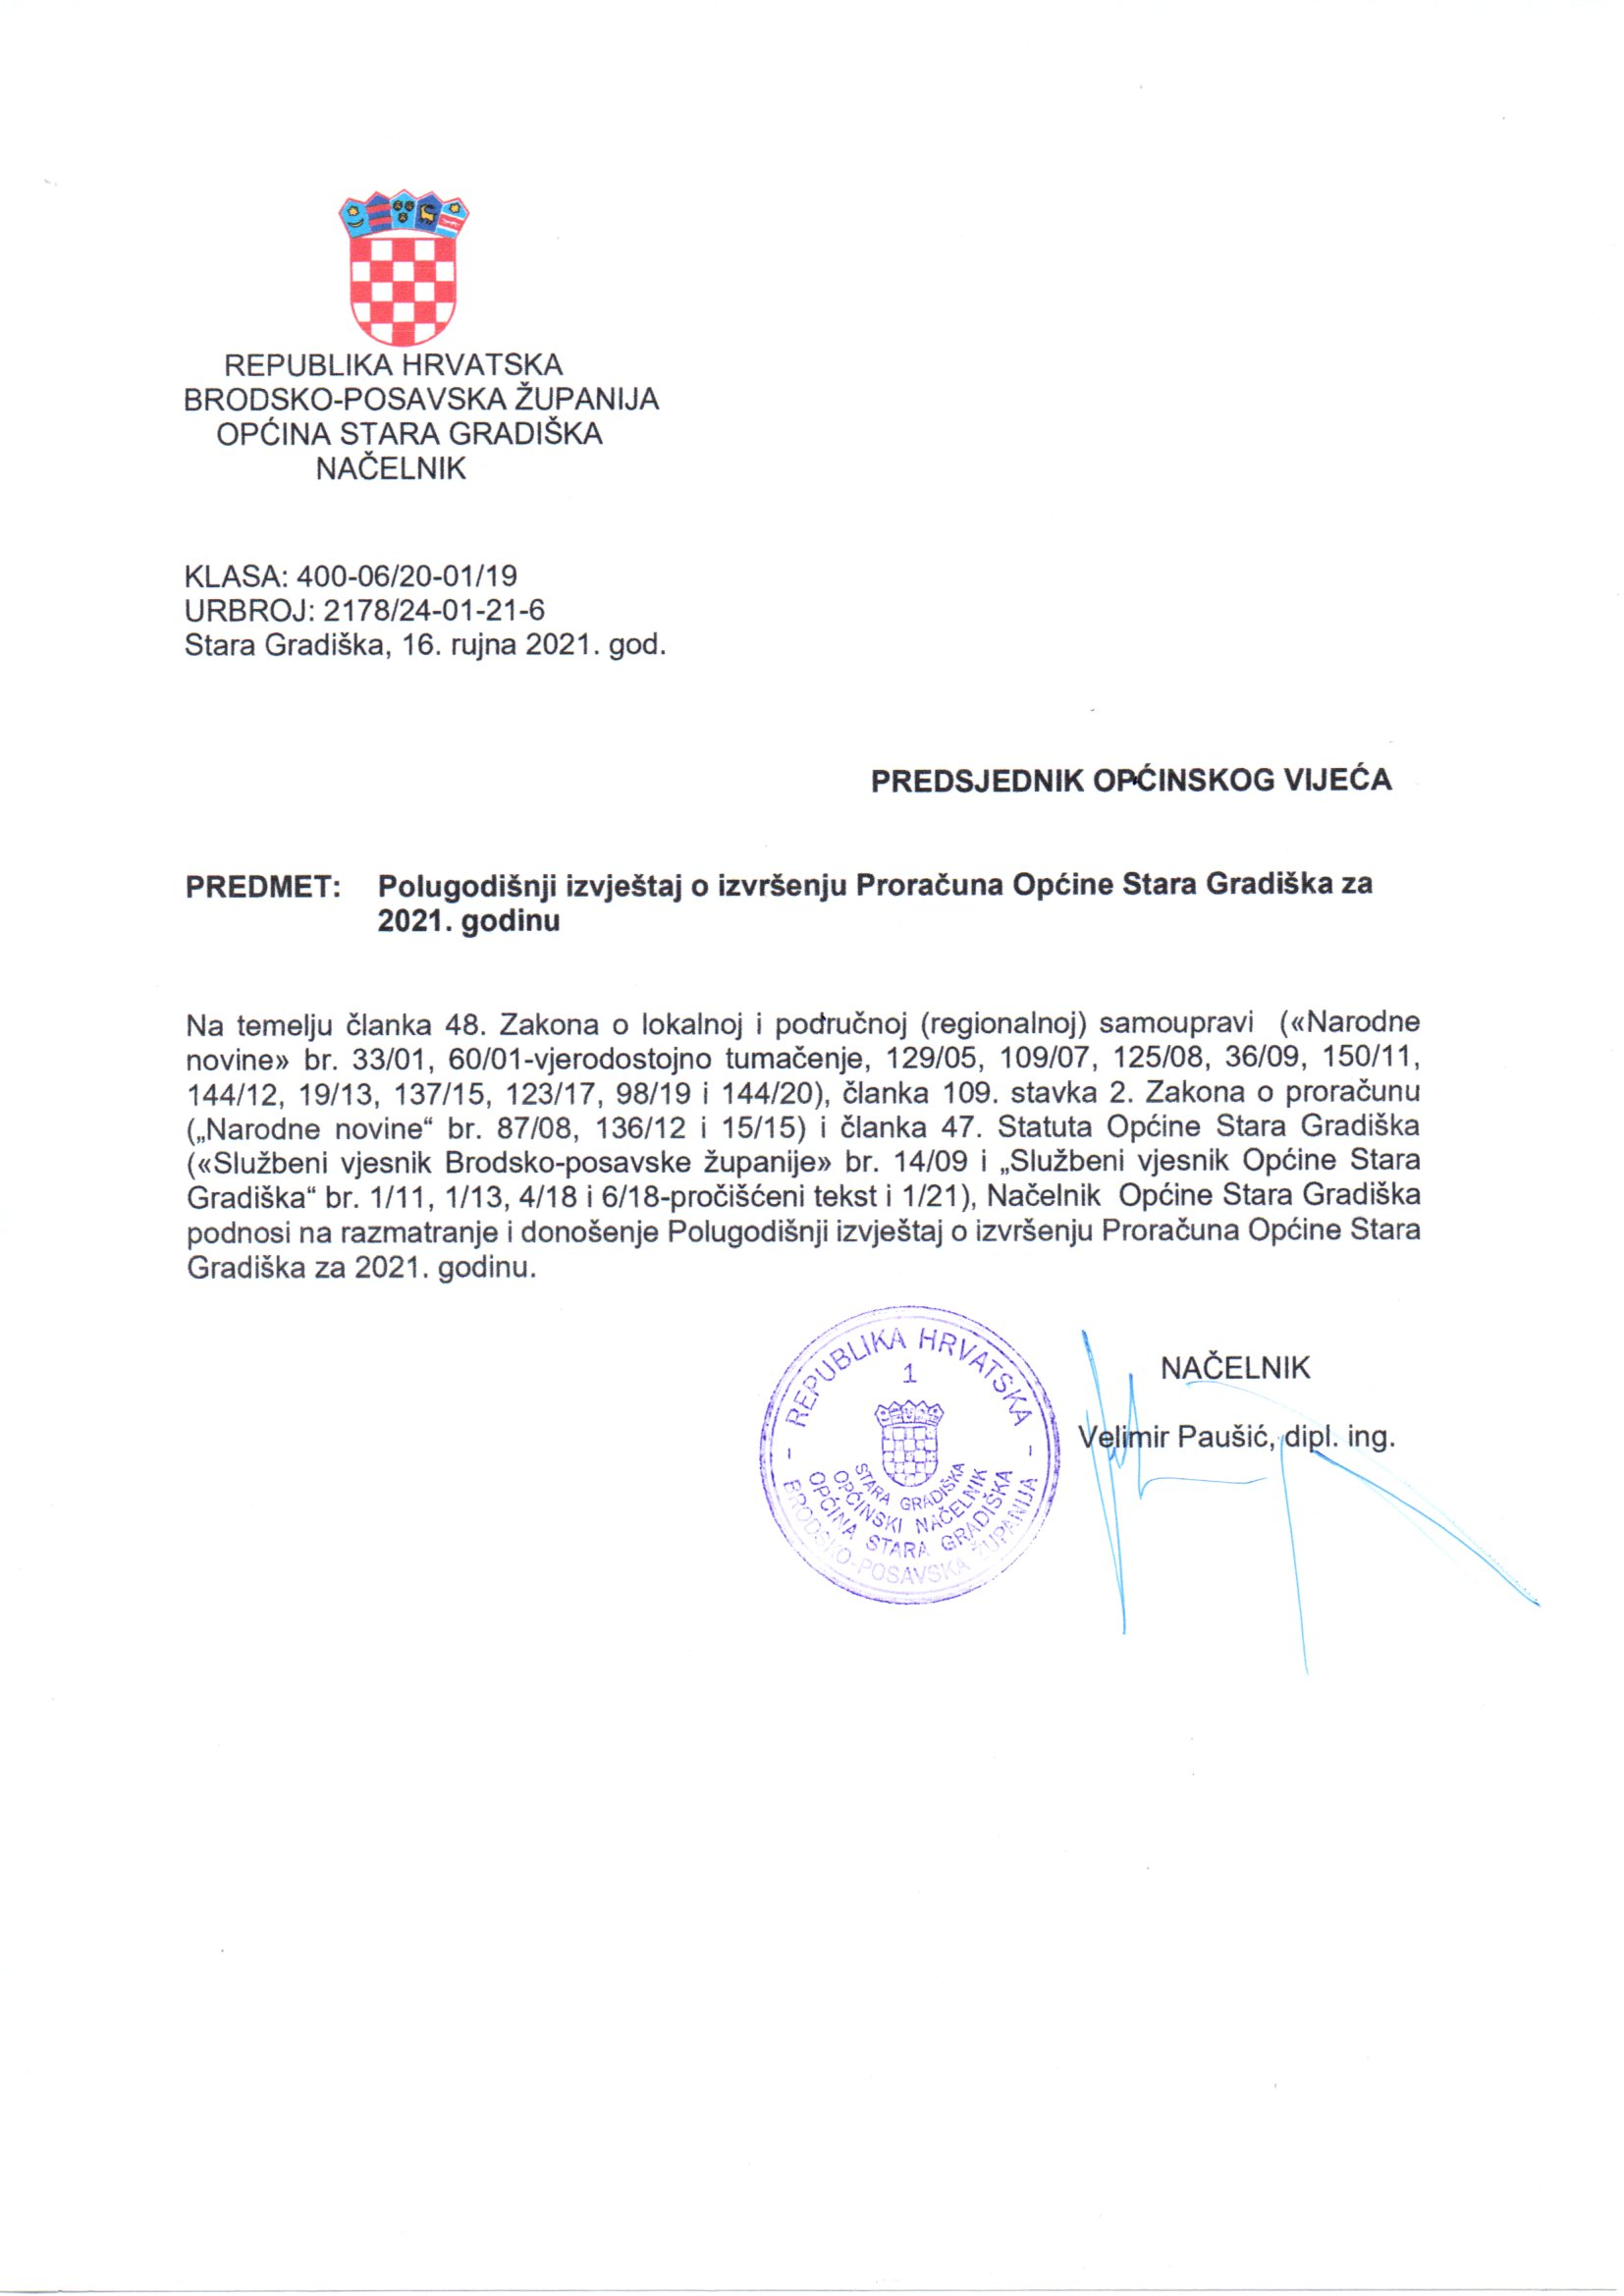 REPUBLIKA HRVATSKA
BRODSKO-POSAVSKA ŽUPANIJA
OPĆINA STARA GRADIŠKA
NAČELNIK
KLASA: 400-06/20-01/19
URBROJ: 2178/24-01-21-6
Stara Gradiška, 16. rujna 2021. god.
PREDSJEDNIK OPĆINSKOG VIJEĆA
PREDMET: Polugodišnji izvještaj o izvršenju Proračuna Općine Stara Gradiška za
2021. godinu
Na temelju članka 48. Zakona o lokalnoj i područnoj (regionalnoj) samoupravi («Narodne
novine» br. 33/01, 60/01-vjerodostojno tumačenje, 129/05, 109/07, 125/08, 36/09, 150/11,
144/12, 19/13, 137/15, 123/17, 98/19 i 144/20), članka 109. stavka 2. Zakona o proračunu
(„Narodne novine“ br. 87/08, 136/12 i 15/15) i članka 47. Statuta Općine Stara Gradiška
(«Službeni vjesnik Brodsko-posavske županije» br. 14/09 i „Službeni vjesnik Općine Stara
Gradiška“ br. 1/11, 1/13, 4/18 i 6/18-pročišćeni tekst i 1/21), Načelnik Općine Stara Gradiška
podnosi na razmatranje i donošenje Polugodišnji izvještaj o izvršenju Proračuna Općine Stara
Gradiška za 2021. godinu.
REPUBLIKA HRVATSKA
1
STARA GRADIŠKA
OPĆINSKI NAČELNIK
OPĆINA STARA GRADIŠKA
- BRODSKO-POSAVSKA ŽUPANIJA -
NAČELNIK
Velimir Paušić, dipl. ing.